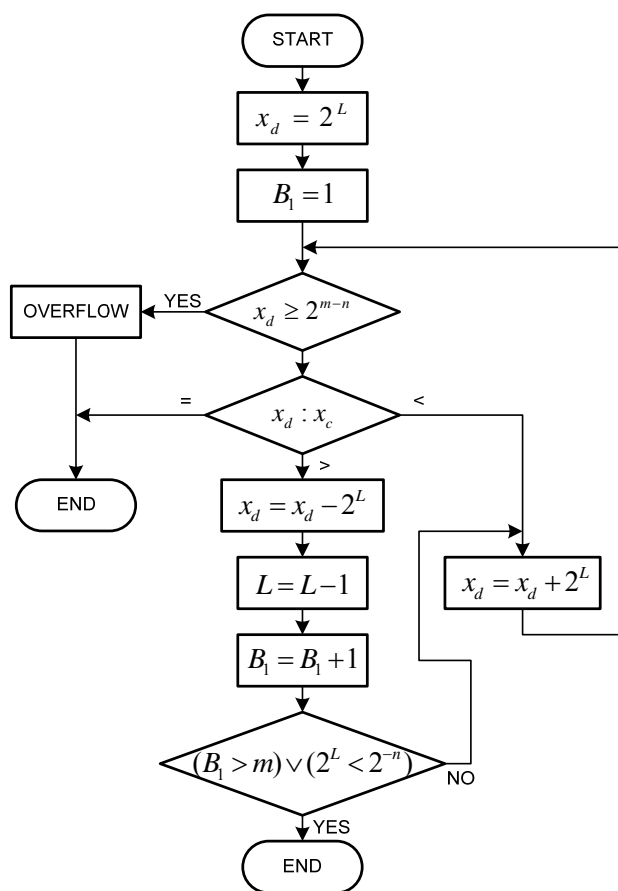 START
x_d = 2^L
B_1 = 1
x_d ≥ 2^{m-n}
YES
OVERFLOW
x_d : x_c
=
<
>
END
x_d = x_d - 2^L
x_d = x_d + 2^L
L = L - 1
B_1 = B_1 + 1
(B_1 > m) ∨ (2^L < 2^{-n})
NO
YES
END